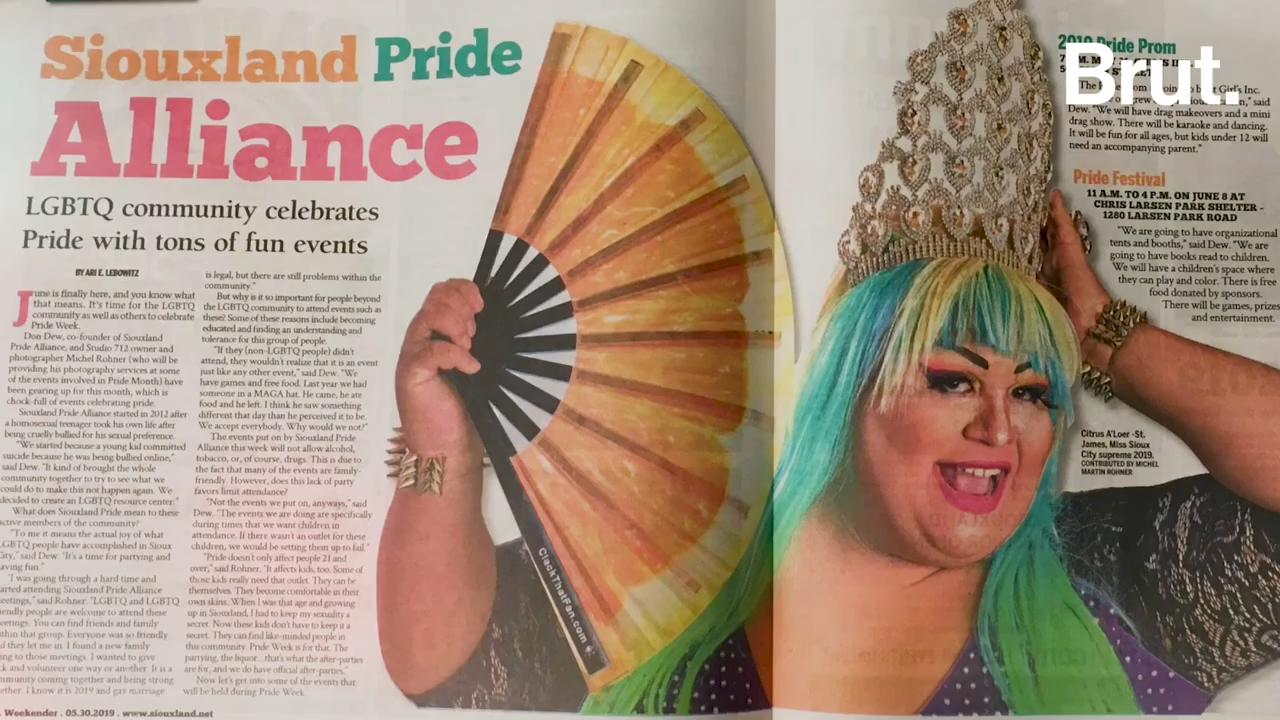 Siouxland Pride
Alliance
LGBTQ community celebrates
Pride with tons of fun events
BY ARI E. LEBOWITZ
June is finally here, and you know what
that means. It's time for the LGBTQ
community as well as others to celebrate
Pride Week.
Don Dew, co-founder of Siouxland
Pride Alliance, and Studio 712 owner and
photographer Michel Rohner (who will be
providing his photography services at some
of the events involved in Pride Month) have
been gearing up for this month, which is
chock-full of events celebrating pride.
Siouxland Pride Alliance started in 2012 after
a homosexual teenager took his own life after
being cruelly bullied for his sexual preference.
"We started because a young kid committed
suicide because he was being bullied online,"
said Dew. "It kind of brought the whole
community together to try to see what we
could do to make this not happen again. We
decided to create an LGBTQ resource center."
What does Siouxland Pride mean to these
active members of the community?
"To me it means the actual joy of what
LGBTQ people have accomplished in Sioux
City," said Dew. "It's a time for partying and
having fun."
"I was going through a hard time and
started attending Siouxland Pride Alliance
meetings," said Rohner. "LGBTQ and LGBTQ
friendly people are welcome to attend these
meetings. You can find friends and family
within that group. Everyone was so friendly
and they let me in. I found a new family
going to those meetings. I wanted to give
back and volunteer one way or another. It is a
community coming together and being strong
together. I know it is 2019 and gay marriage
is legal, but there are still problems within the
community."
But why is it so important for people beyond
the LGBTQ community to attend events such as
these? Some of these reasons include becoming
educated and finding an understanding and
tolerance for this group of people.
"If they (non-LGBTQ people) didn't
attend, they wouldn't realize that it is an event
just like any other event," said Dew. "We
have games and free food. Last year we had
someone in a MAGA hat. He came, he ate
food and he left. I think he saw something
different that day than he perceived it to be.
We accept everybody. Why would we not?"
The events put on by Siouxland Pride
Alliance this week will not allow alcohol,
tobacco, or, of course, drugs. This is due to
the fact that many of the events are family-
friendly. However, does this lack of party
favors limit attendance?
"Not the events we put on, anyways," said
Dew. "The events we are doing are specifically
during times that we want children in
attendance. If there wasn't an outlet for these
children, we would be setting them up to fail."
"Pride doesn't only affect people 21 and
over," said Rohner. "It affects kids, too. Some of
those kids really need that outlet. They can be
themselves. They become comfortable in their
own skins. When I was that age and growing
up in Siouxland, I had to keep my sexuality a
secret. Now these kids don't have to keep it a
secret. They can find like-minded people in
this community. Pride Week is for that. The
partying, the liquor...that's what the after-parties
are for, and we do have official after-parties."
Now let's get into some of the events that
will be held during Pride Week.
Weekender . 05.30.2019 . www.siouxland.net
ClackThatFan.com
2019 Pride Prom
Brut.
Girl's Inc.
said
Dew. "We will have drag makeovers and a mini
drag show. There will be karaoke and dancing.
It will be fun for all ages, but kids under 12 will
need an accompanying parent."
Pride Festival
11 A.M. TO 4 P.M. ON JUNE 8 AT
CHRIS LARSEN PARK SHELTER -
1280 LARSEN PARK ROAD
"We are going to have organizational
tents and booths," said Dew. "We are
going to have books read to children.
We will have a children's space where
they can play and color. There is free
food donated by sponsors.
There will be games, prizes
and entertainment.
Citrus A'Loer -St.
James, Miss Sioux
City supreme 2019.
CONTRIBUTED BY MICHEL
MARTIN ROHNER